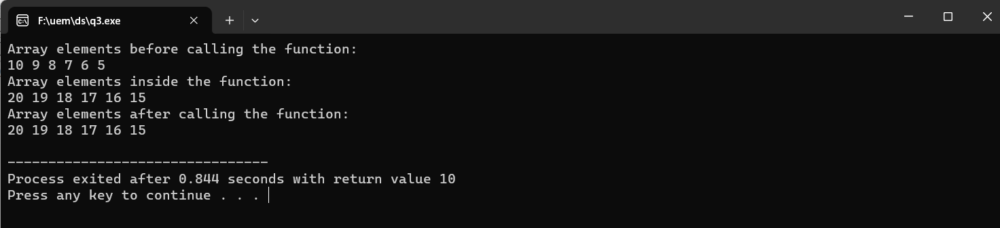 F:\uem\ds\q3.exe
Array elements before calling the function:
10 9 8 7 6 5
Array elements inside the function:
20 19 18 17 16 15
Array elements after calling the function:
20 19 18 17 16 15
--------------------------------
Process exited after 0.844 seconds with return value 10
Press any key to continue . . .